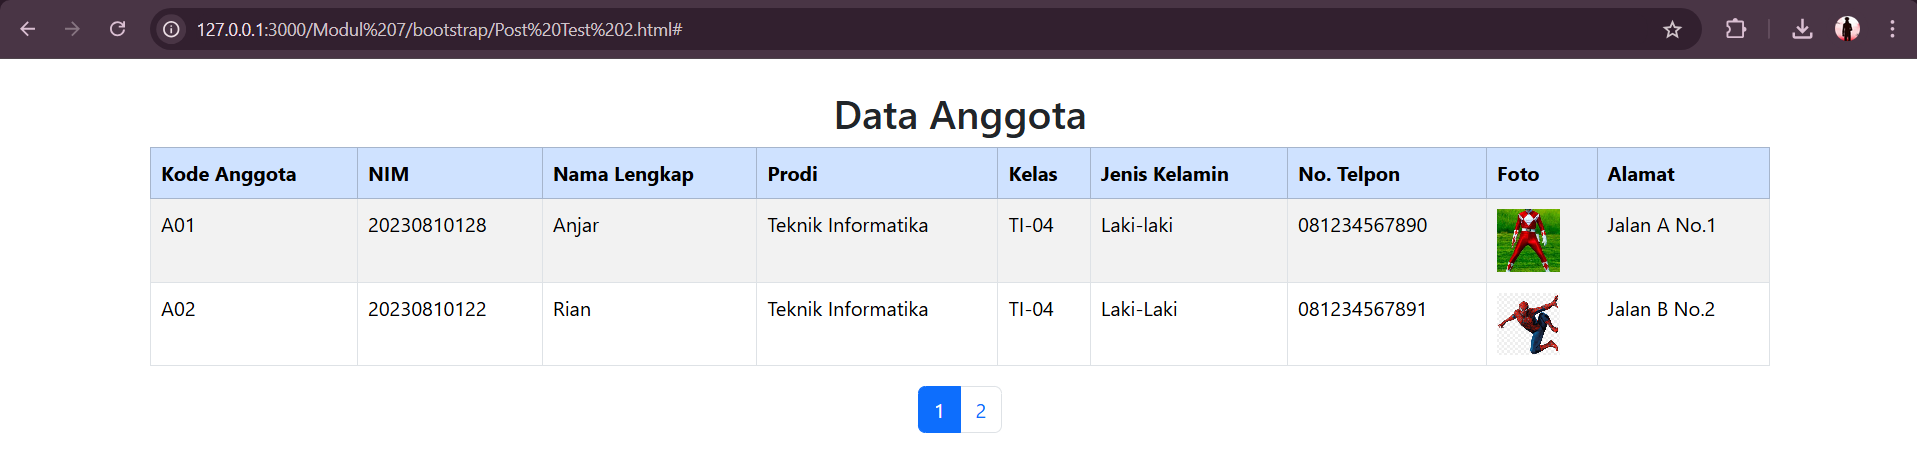 127.0.0.1:3000/Modul%207/bootstrap/Post%20Test%202.html#
Data Anggota
Kode Anggota NIM Nama Lengkap Prodi Kelas Jenis Kelamin No. Telpon Foto Alamat
A01 20230810128 Anjar Teknik Informatika TI-04 Laki-laki 081234567890 Jalan A No.1
A02 20230810122 Rian Teknik Informatika TI-04 Laki-Laki 081234567891 Jalan B No.2
1 2